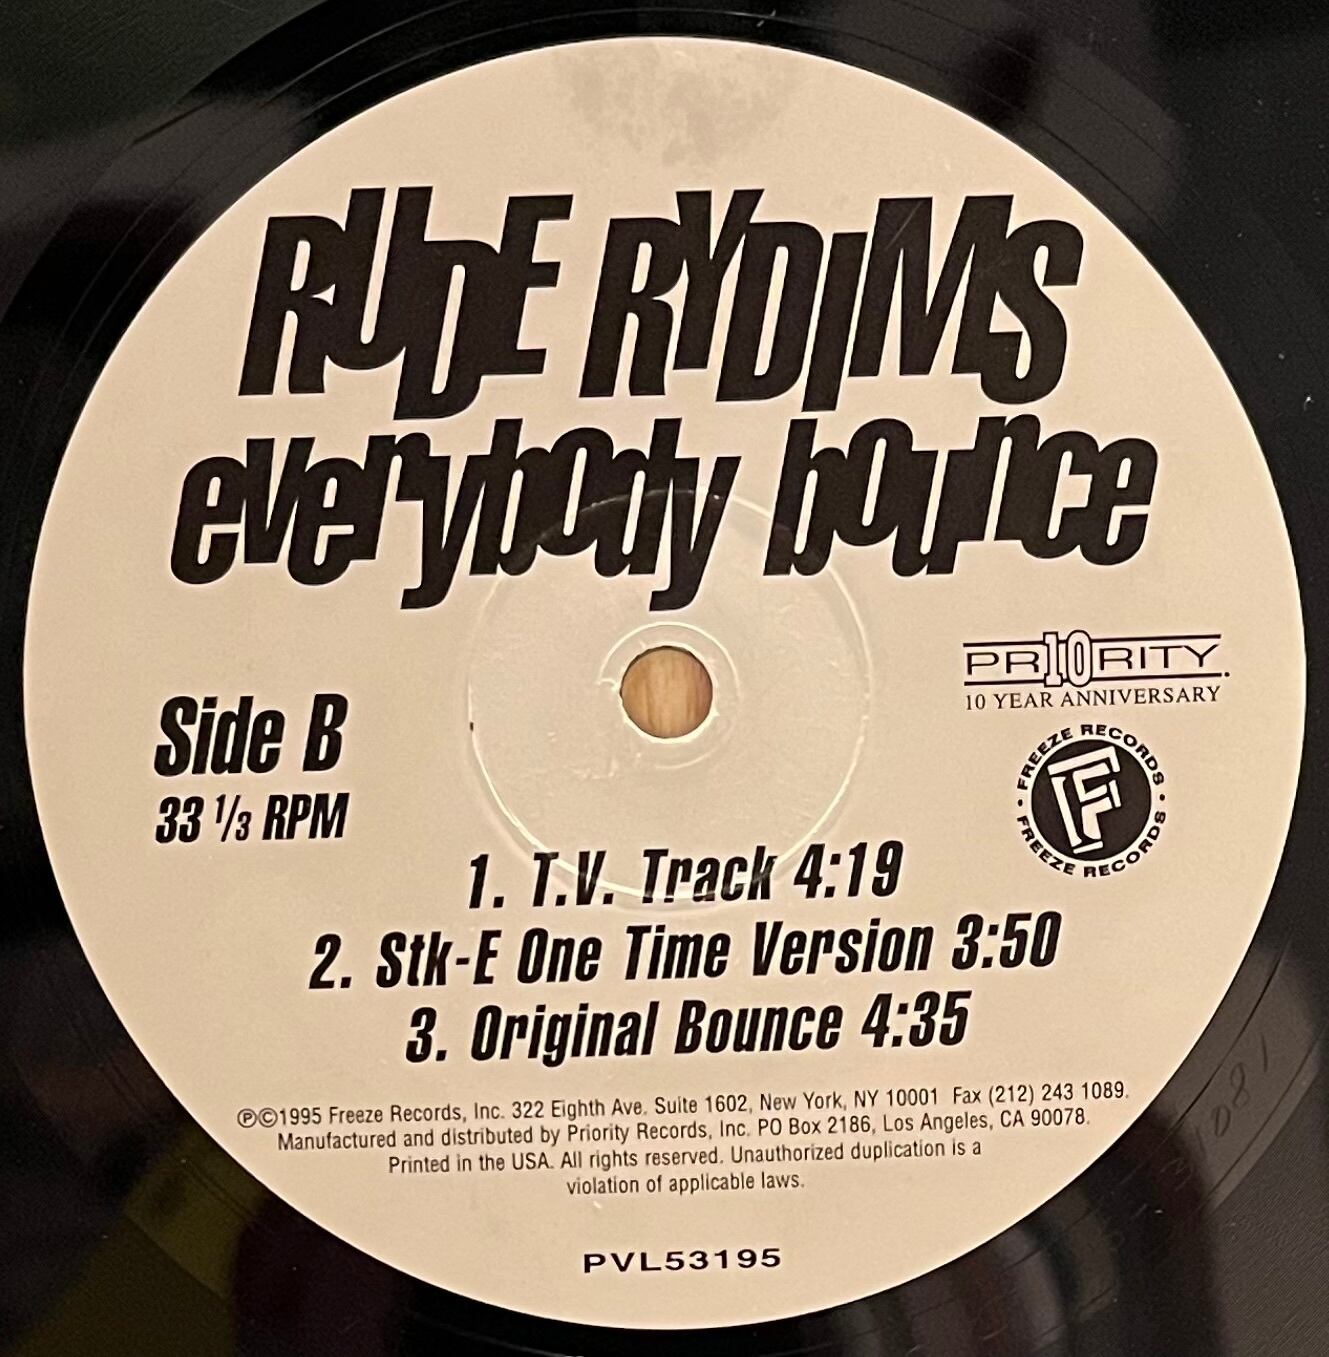 RUDE RYDIMS
everybody bounce
PR10RITY.
10 YEAR ANNIVERSARY
FREEZE RECORDS • FREEZE RECORDS •
F
Side B
33 1/3 RPM
1. T.V. Track 4:19
2. Stk-E One Time Version 3:50
3. Original Bounce 4:35
℗©1995 Freeze Records, Inc. 322 Eighth Ave. Suite 1602, New York, NY 10001 Fax (212) 243 1089.
Manufactured and distributed by Priority Records, Inc. PO Box 2186, Los Angeles, CA 90078.
Printed in the USA. All rights reserved. Unauthorized duplication is a
violation of applicable laws.
PVL53195